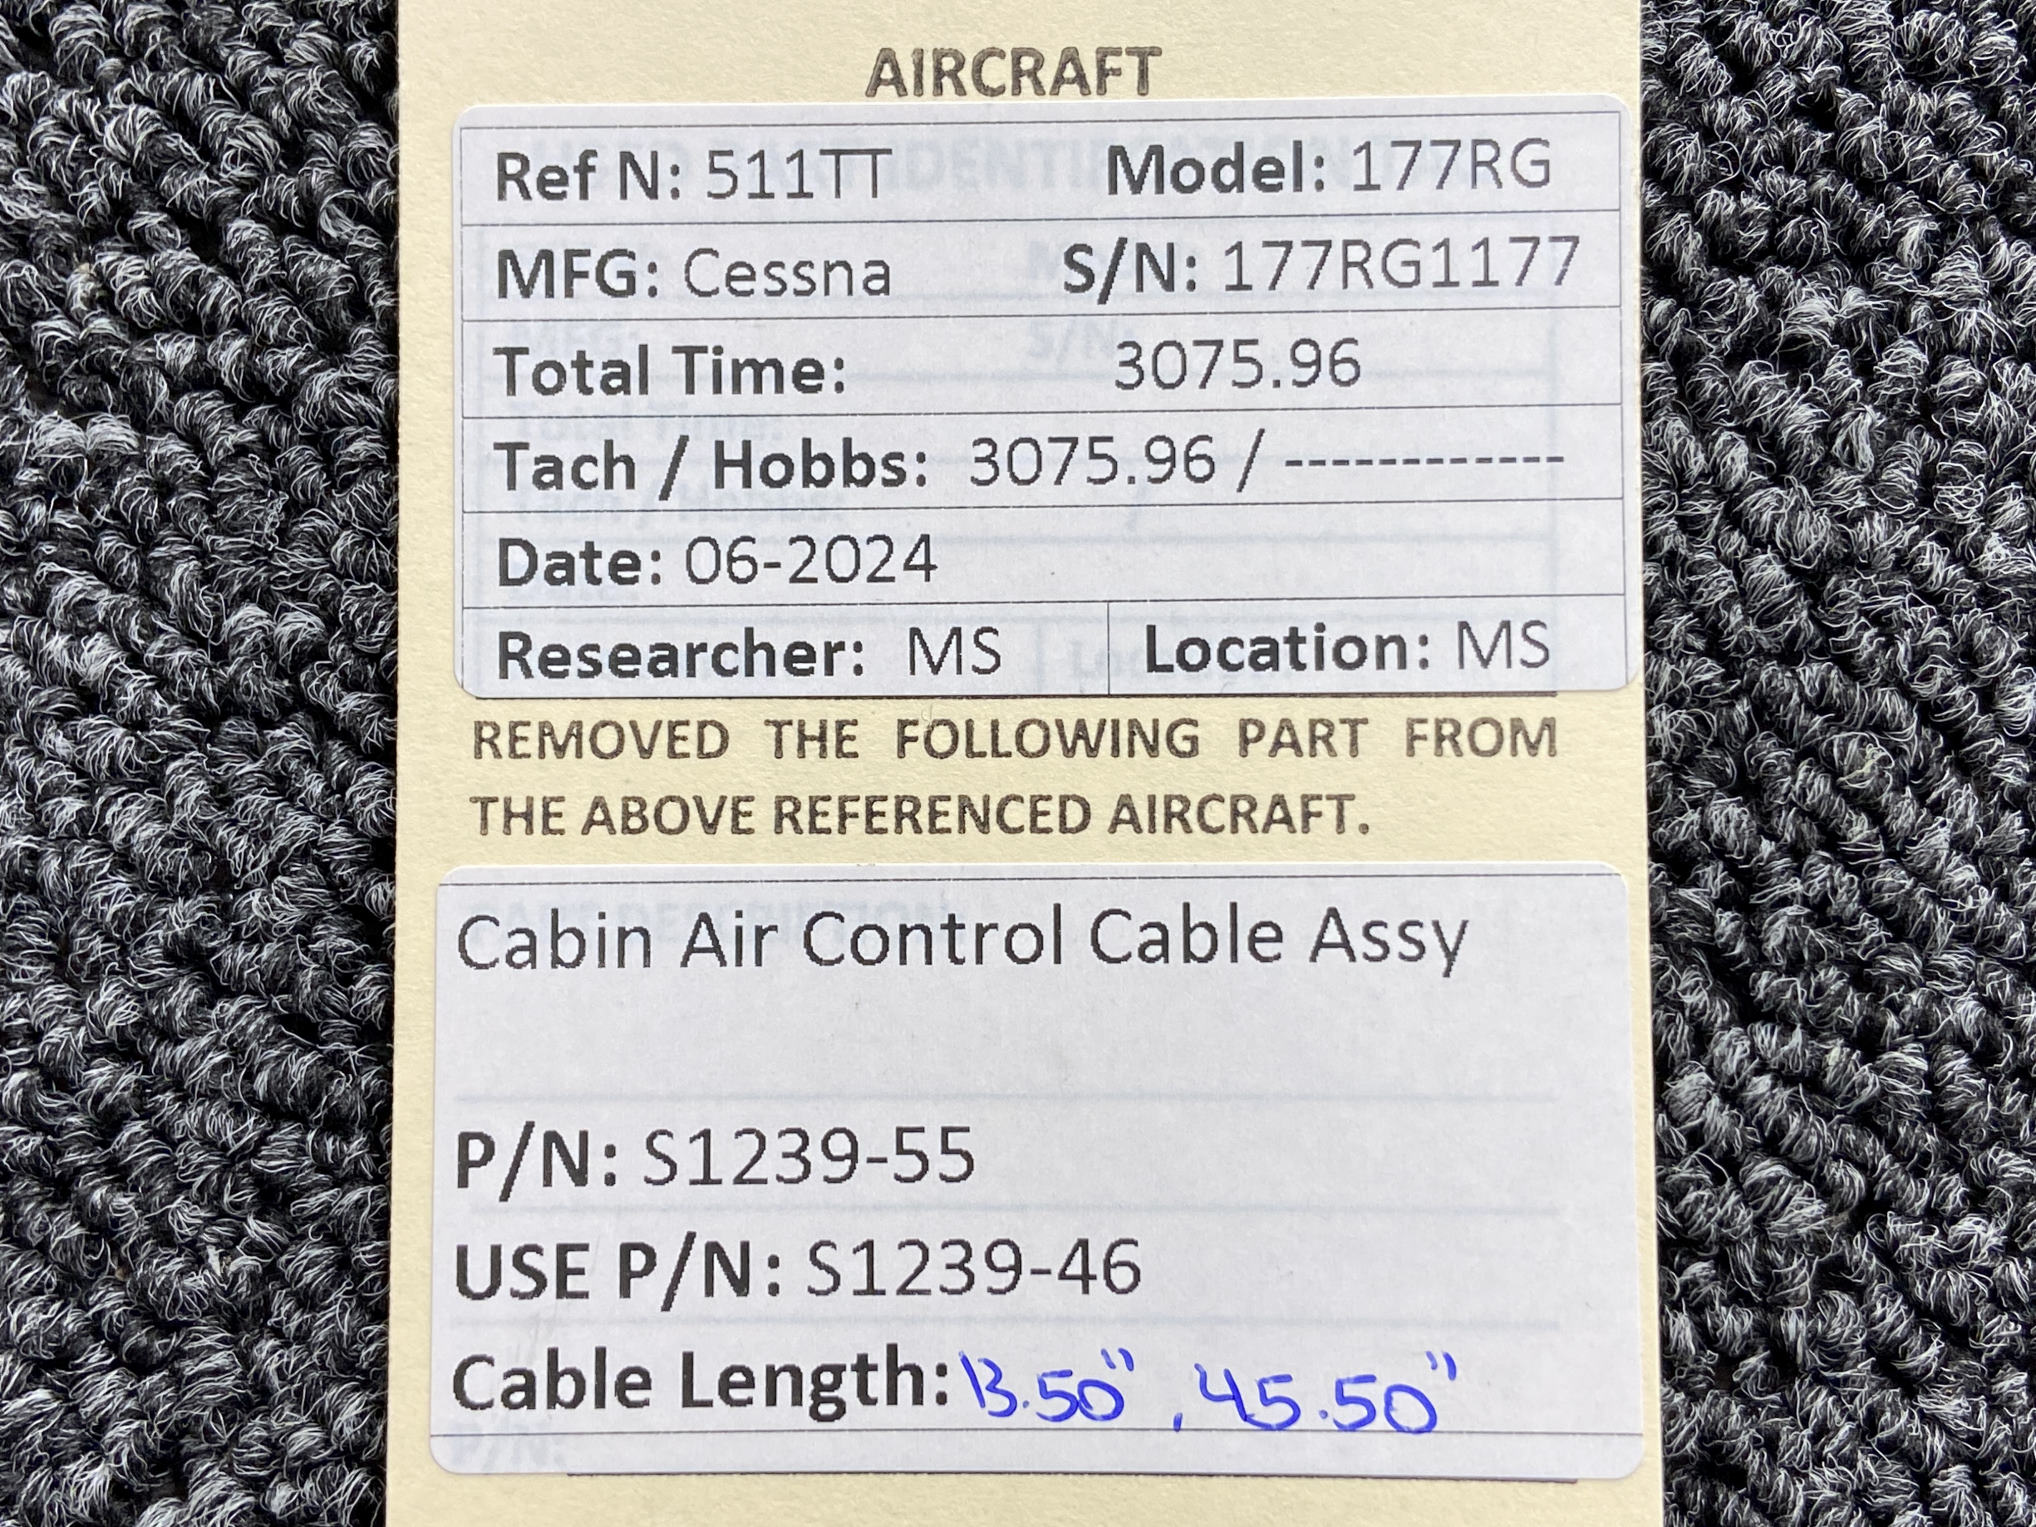 AIRCRAFT
Ref N: 511TT Model: 177RG
MFG: Cessna S/N: 177RG1177
Total Time: 3075.96
Tach / Hobbs: 3075.96 / ------------
Date: 06-2024
Researcher: MS Location: MS
REMOVED THE FOLLOWING PART FROM
THE ABOVE REFERENCED AIRCRAFT.
Cabin Air Control Cable Assy
P/N: S1239-55
USE P/N: S1239-46
Cable Length: 13.50" , 45.50"
P/N: